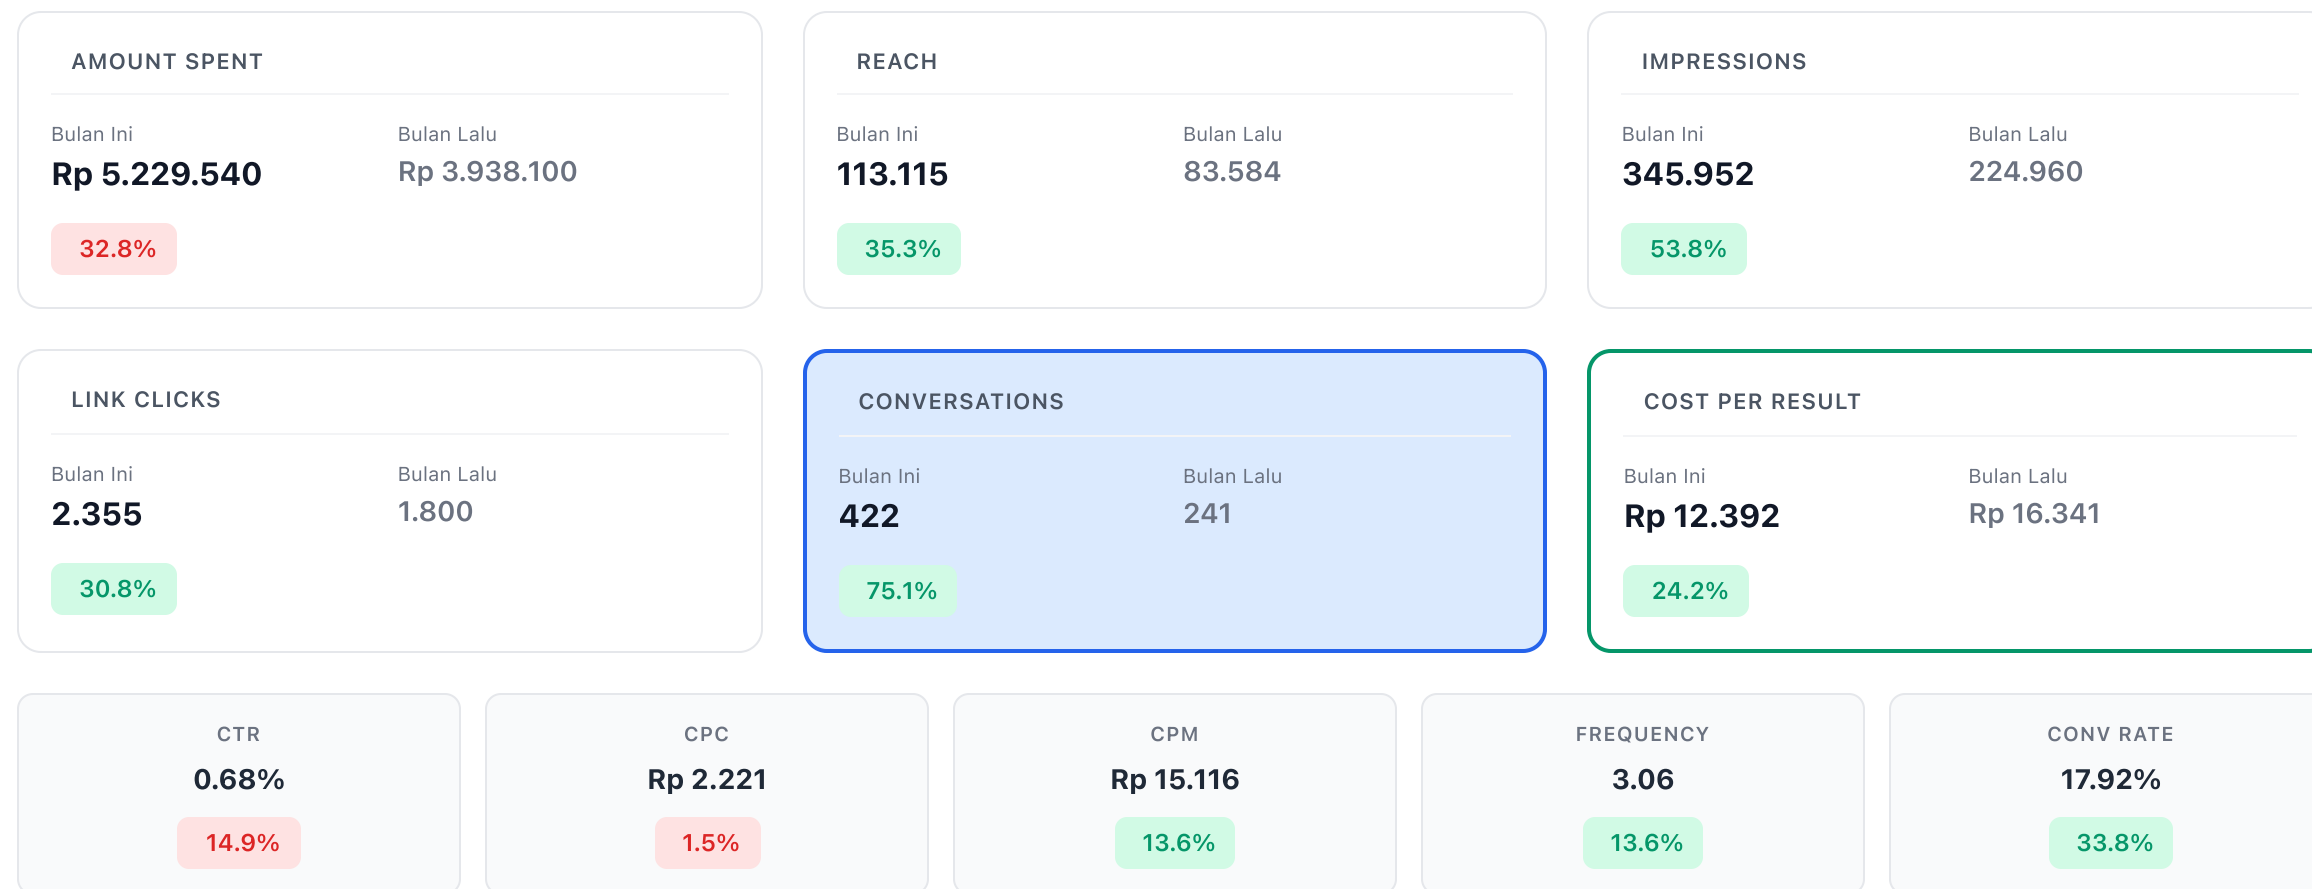 AMOUNT SPENT
Bulan Ini
Rp 5.229.540
Bulan Lalu
Rp 3.938.100
32.8%
REACH
Bulan Ini
113.115
Bulan Lalu
83.584
35.3%
IMPRESSIONS
Bulan Ini
345.952
Bulan Lalu
224.960
53.8%
LINK CLICKS
Bulan Ini
2.355
Bulan Lalu
1.800
30.8%
CONVERSATIONS
Bulan Ini
422
Bulan Lalu
241
75.1%
COST PER RESULT
Bulan Ini
Rp 12.392
Bulan Lalu
Rp 16.341
24.2%
CTR
0.68%
14.9%
CPC
Rp 2.221
1.5%
CPM
Rp 15.116
13.6%
FREQUENCY
3.06
13.6%
CONV RATE
17.92%
33.8%